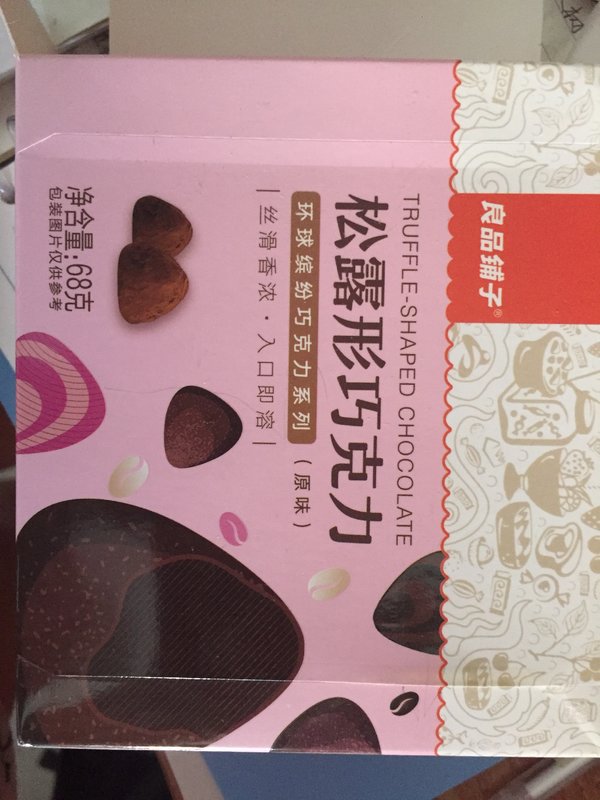 良品铺子®
TRUFFLE-SHAPED CHOCOLATE
松露形巧克力
环球缤纷巧克力系列
(原味)
丝滑香浓·入口即溶
净含量:68克
包装图片仅供参考